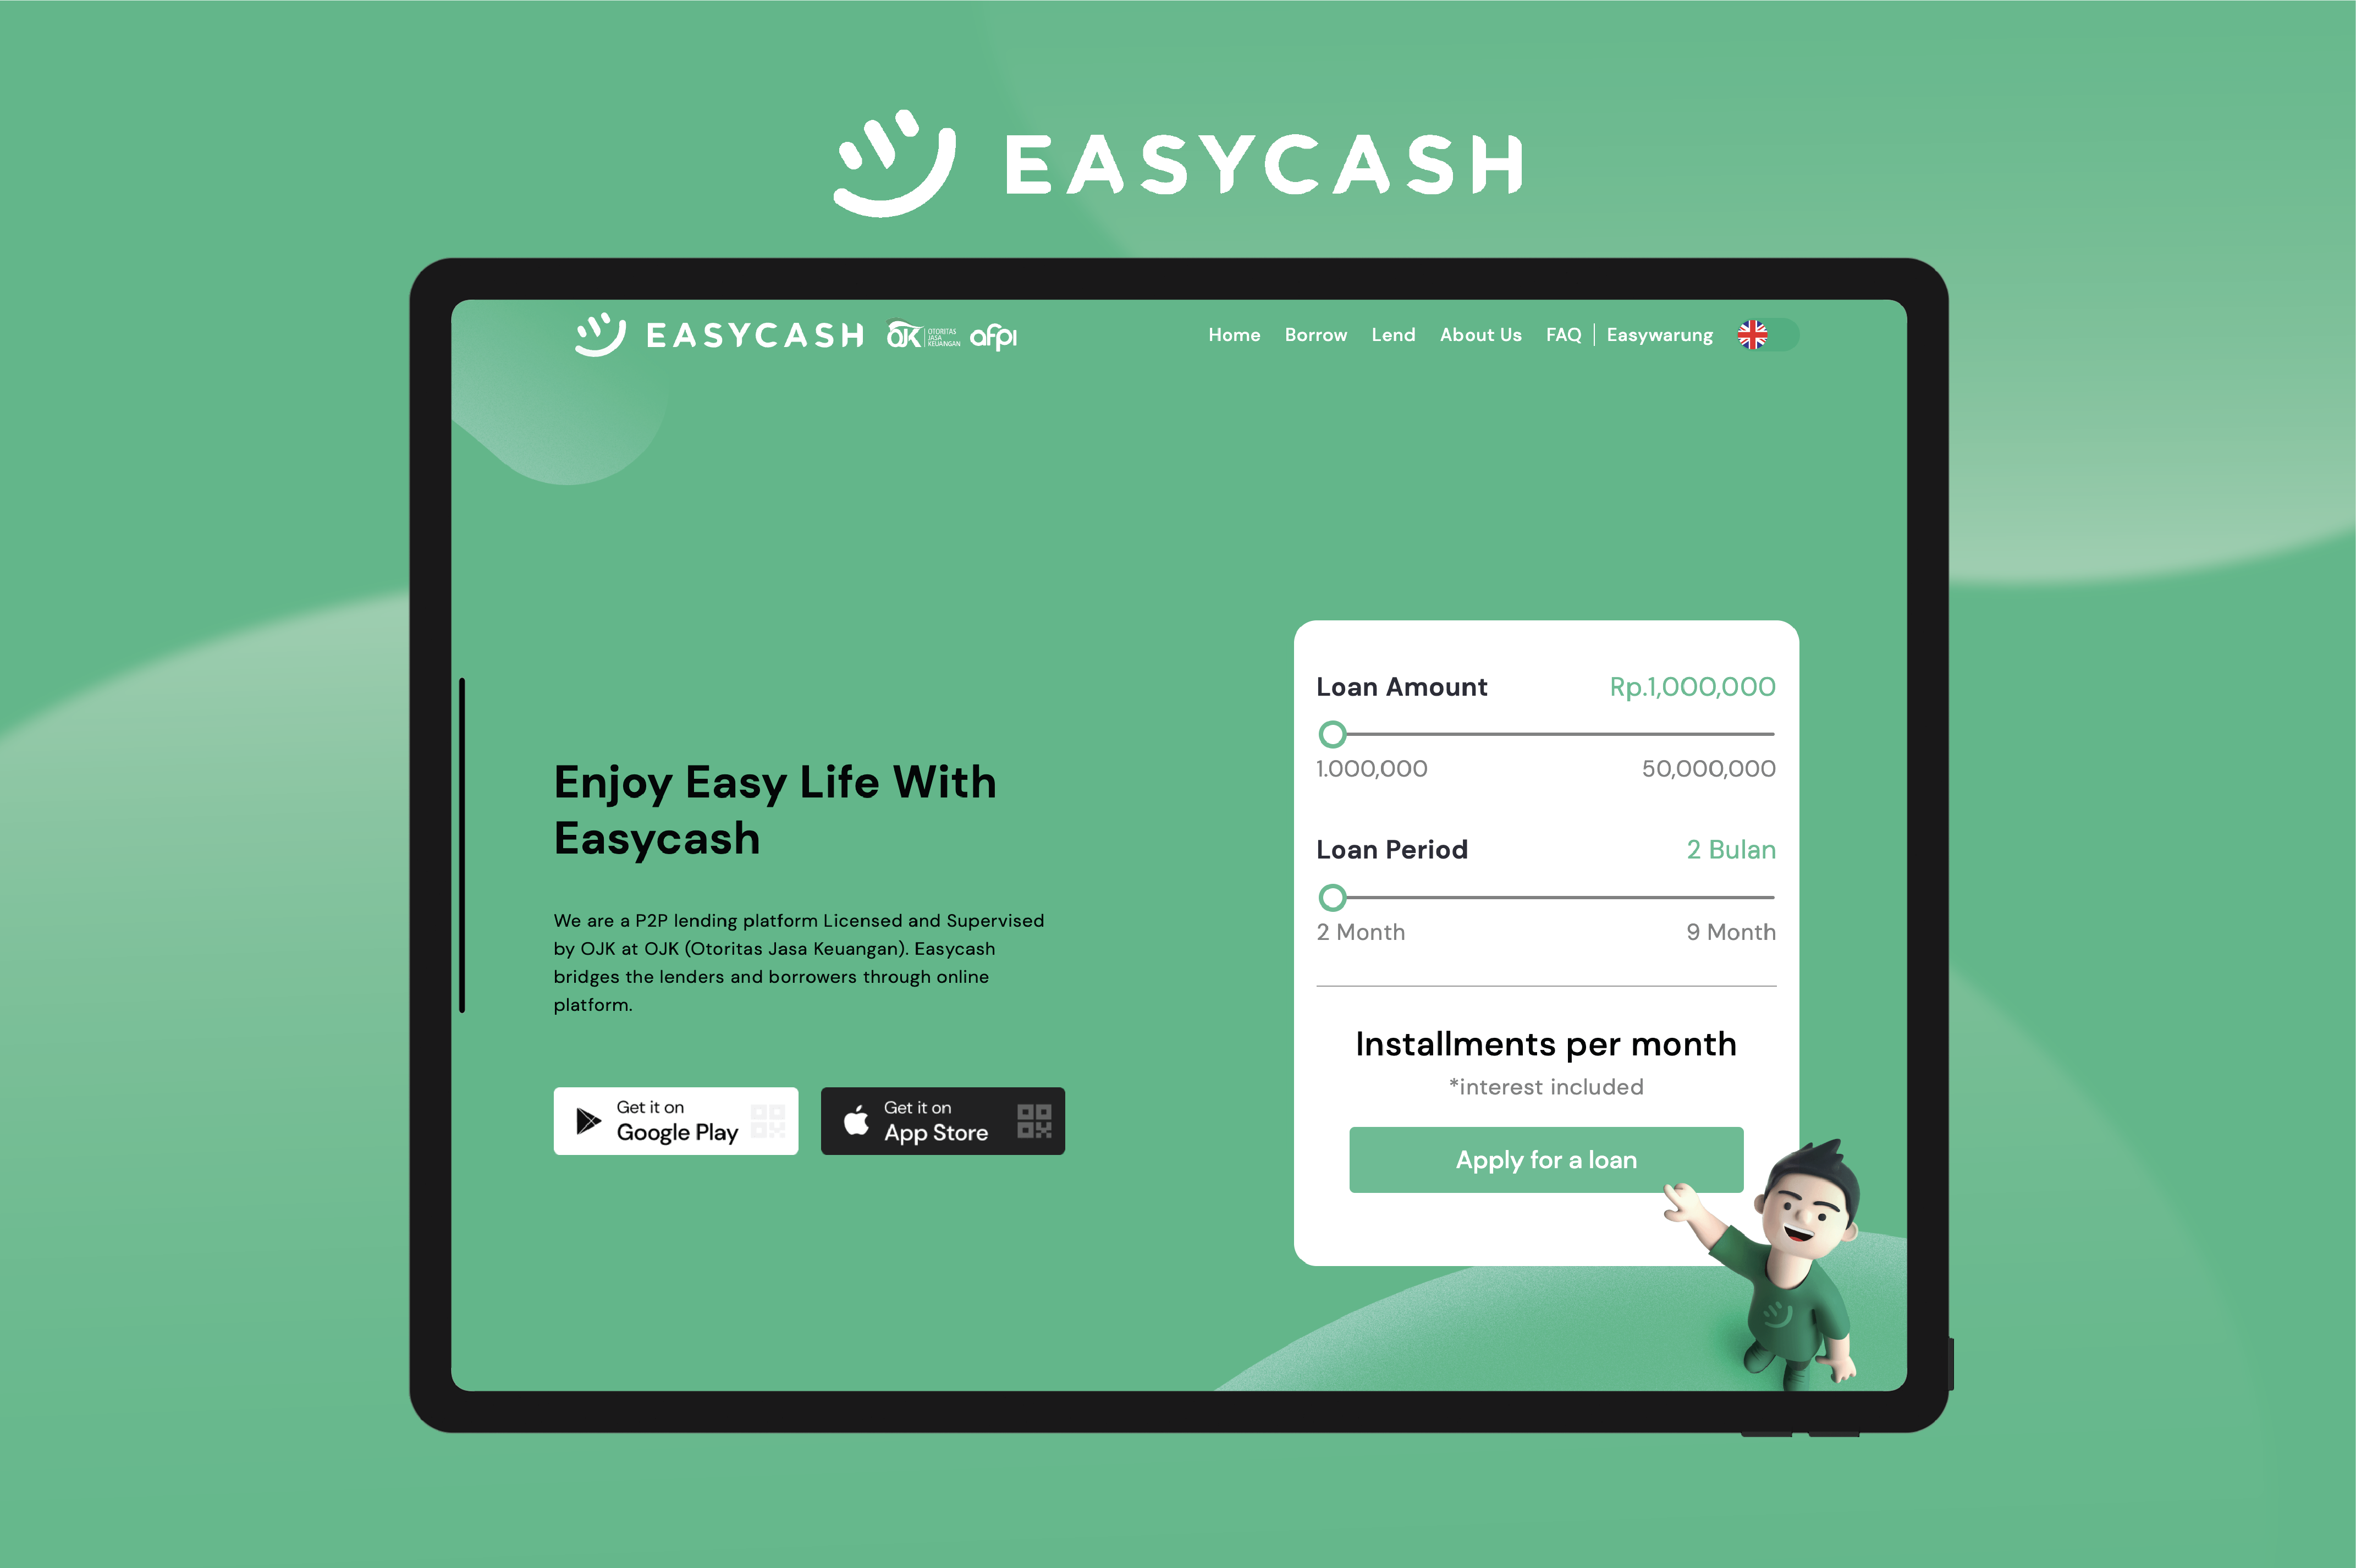 EASYCASH
EASYCASH
OJK
OTORITAS
JASA
KEUANGAN
afpi
Home Borrow Lend About Us FAQ | Easywarung
Enjoy Easy Life With
Easycash
We are a P2P lending platform Licensed and Supervised
by OJK at OJK (Otoritas Jasa Keuangan). Easycash
bridges the lenders and borrowers through online
platform.
Get it on
Google Play
Get it on
App Store
Loan Amount Rp.1,000,000
1.000,000 50,000,000
Loan Period 2 Bulan
2 Month 9 Month
Installments per month
*interest included
Apply for a loan